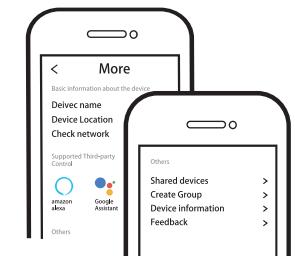 < More
Basic information about the device
Deivec name
Device Location
Check network
Supported Third-party
Control
amazon
alexa
Google
Assistant
Others
Others
Shared devices >
Create Group >
Device information >
Feedback >